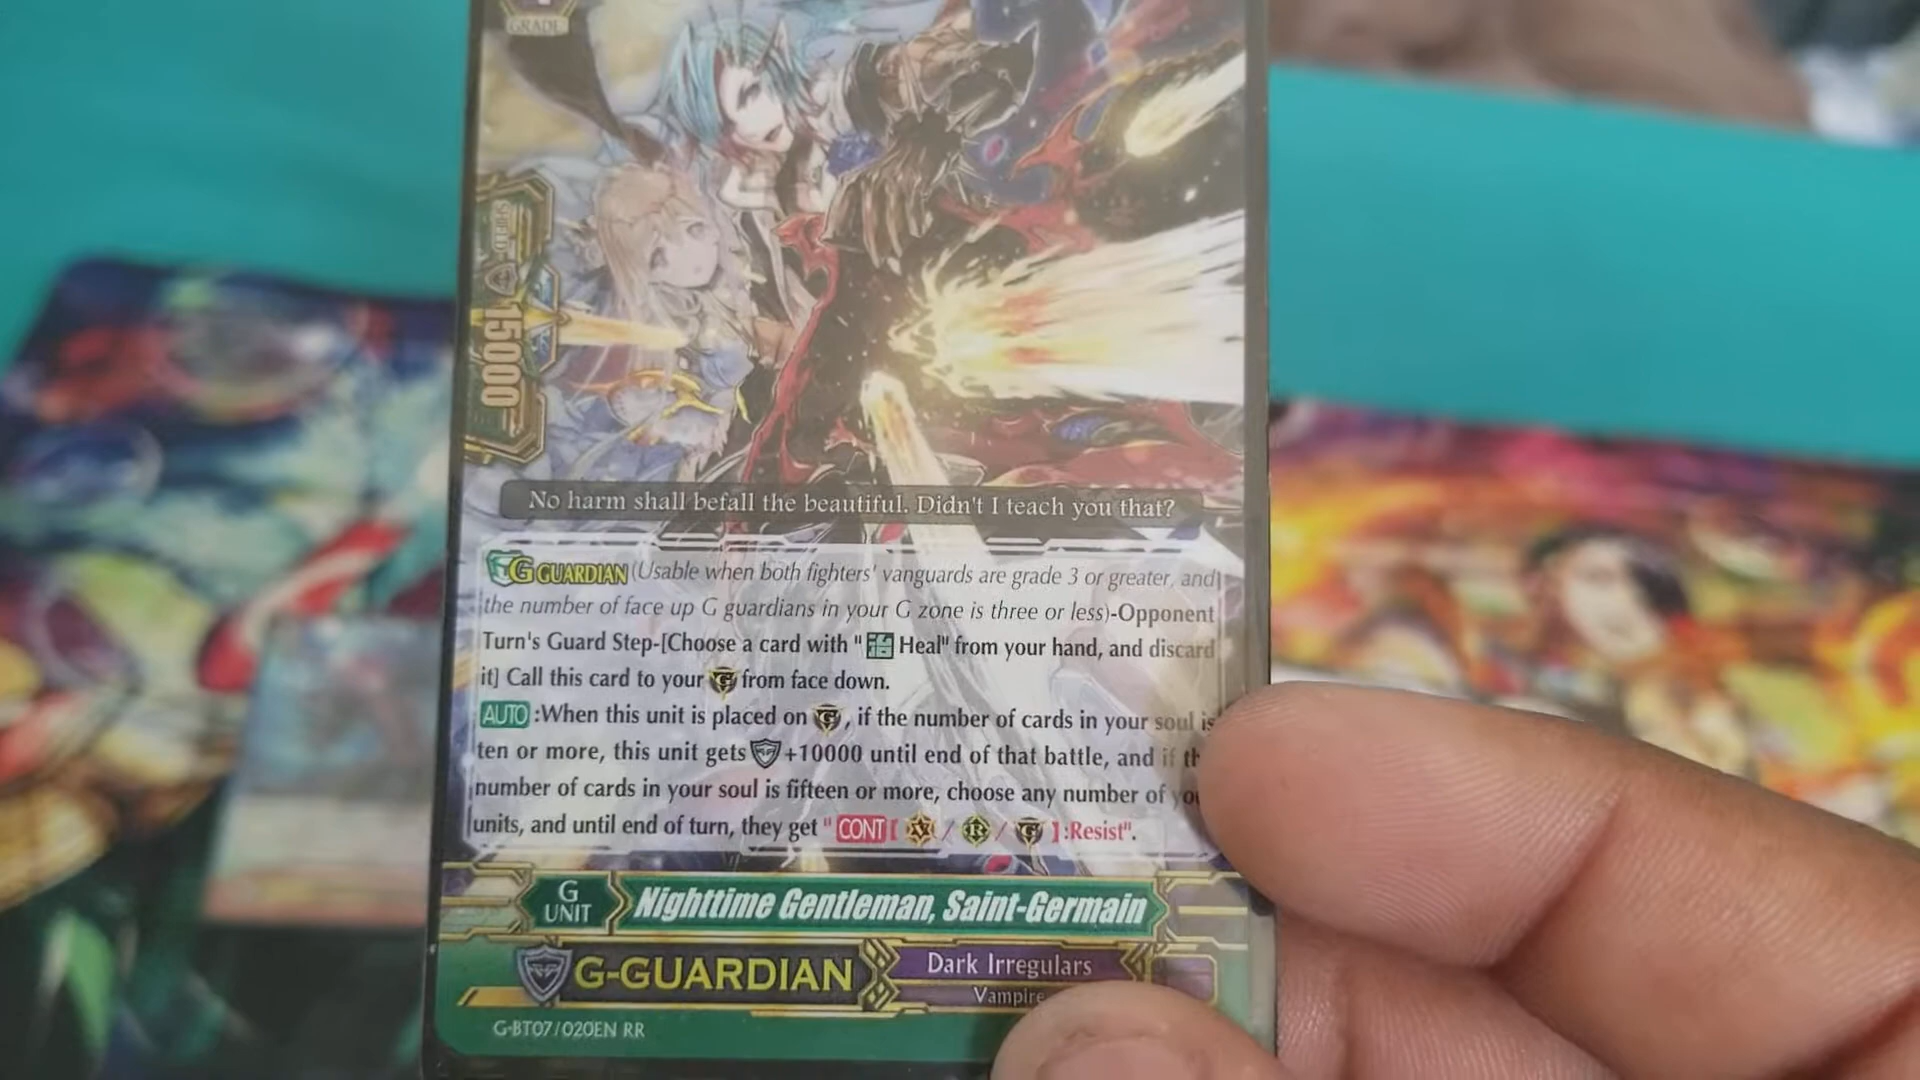 GRADE
SHIELD
15000
No harm shall befall the beautiful. Didn't I teach you that?
G GUARDIAN (Usable when both fighters' vanguards are grade 3 or greater, and
the number of face up G guardians in your G zone is three or less)-Opponent
Turn's Guard Step-[Choose a card with " Heal" from your hand, and discard
it] Call this card to your G from face down.
AUTO :When this unit is placed on G, if the number of cards in your soul is
ten or more, this unit gets +10000 until end of that battle, and if th
number of cards in your soul is fifteen or more, choose any number of you
units, and until end of turn, they get " CONT [ V / R / G ]:Resist".
G UNIT
Nighttime Gentleman, Saint-Germain
G-GUARDIAN
Dark Irregulars
Vampire
G-BT07/020EN RR